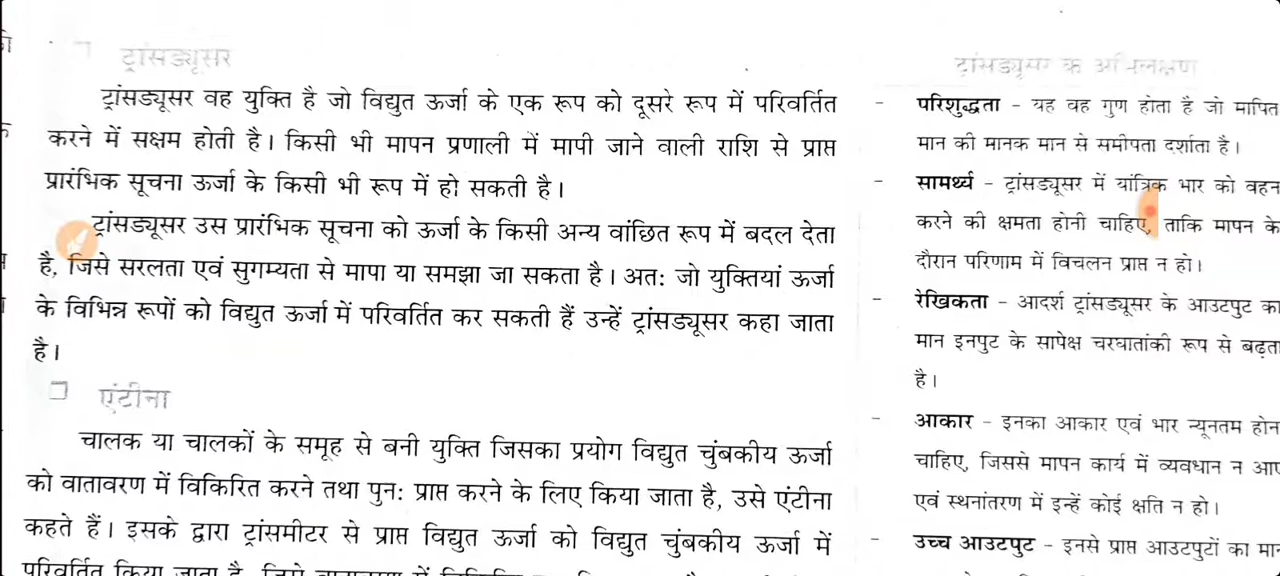 ट्रांसड्यूसर
ट्रांसड्यूसर वह युक्ति है जो विद्युत ऊर्जा के एक रूप को दूसरे रूप में परिवर्तित
करने में सक्षम होती है। किसी भी मापन प्रणाली में मापी जाने वाली राशि से प्राप्त
प्रारंभिक सूचना ऊर्जा के किसी भी रूप में हो सकती है।
ट्रांसड्यूसर उस प्रारंभिक सूचना को ऊर्जा के किसी अन्य वांछित रूप में बदल देता
है, जिसे सरलता एवं सुगम्यता से मापा या समझा जा सकता है। अतः जो युक्तियां ऊर्जा
के विभिन्न रूपों को विद्युत ऊर्जा में परिवर्तित कर सकती हैं उन्हें ट्रांसड्यूसर कहा जाता
है।
एंटीना
चालक या चालकों के समूह से बनी युक्ति जिसका प्रयोग विद्युत चुंबकीय ऊर्जा
को वातावरण में विकिरित करने तथा पुनः प्राप्त करने के लिए किया जाता है, उसे एंटीना
कहते हैं। इसके द्वारा ट्रांसमीटर से प्राप्त विद्युत ऊर्जा को विद्युत चुंबकीय ऊर्जा में
परिवर्तित किया जाता है, जिसे
ट्रांसड्यूसर के अभिलक्षण
- परिशुद्धता - यह वह गुण होता है जो मापित
मान की मानक मान से समीपता दर्शाता है।
- सामर्थ्य - ट्रांसड्यूसर में यांत्रिक भार को वहन
करने की क्षमता होनी चाहिए, ताकि मापन के
दौरान परिणाम में विचलन प्राप्त न हो।
- रेखिकता - आदर्श ट्रांसड्यूसर के आउटपुट का
मान इनपुट के सापेक्ष चरघातांकी रूप से बढ़ता
है।
- आकार - इनका आकार एवं भार न्यूनतम होन
चाहिए, जिससे मापन कार्य में व्यवधान न आए
एवं स्थनांतरण में इन्हें कोई क्षति न हो।
- उच्च आउटपुट - इनसे प्राप्त आउटपुटों का मान